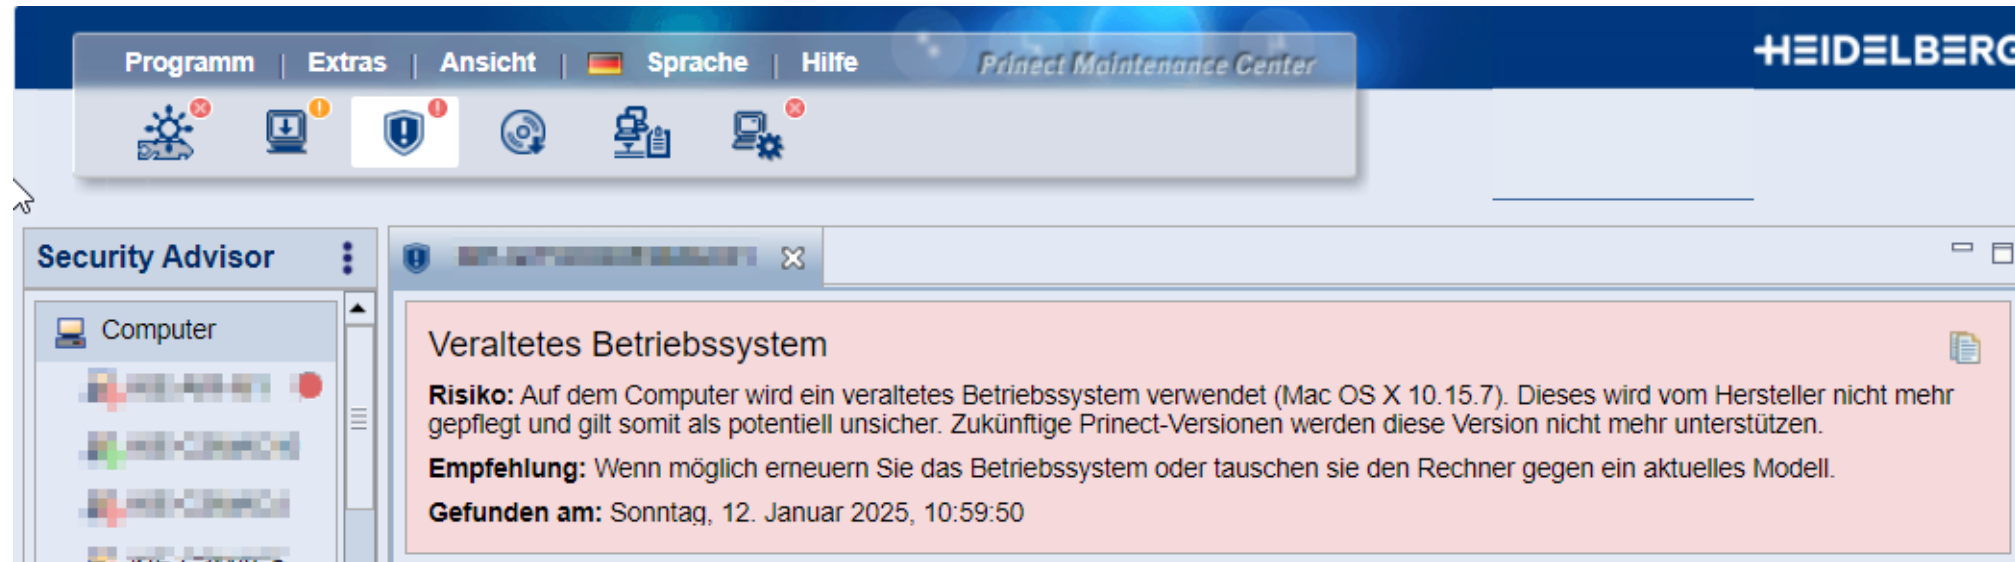 Programm | Extras | Ansicht | Sprache | Hilfe
Prinect Maintenance Center
HEIDELBERG
Security Advisor
Computer
Veraltetes Betriebssystem
Risiko: Auf dem Computer wird ein veraltetes Betriebssystem verwendet (Mac OS X 10.15.7). Dieses wird vom Hersteller nicht mehr
gepflegt und gilt somit als potentiell unsicher. Zukünftige Prinect-Versionen werden diese Version nicht mehr unterstützen.
Empfehlung: Wenn möglich erneuern Sie das Betriebssystem oder tauschen sie den Rechner gegen ein aktuelles Modell.
Gefunden am: Sonntag, 12. Januar 2025, 10:59:50